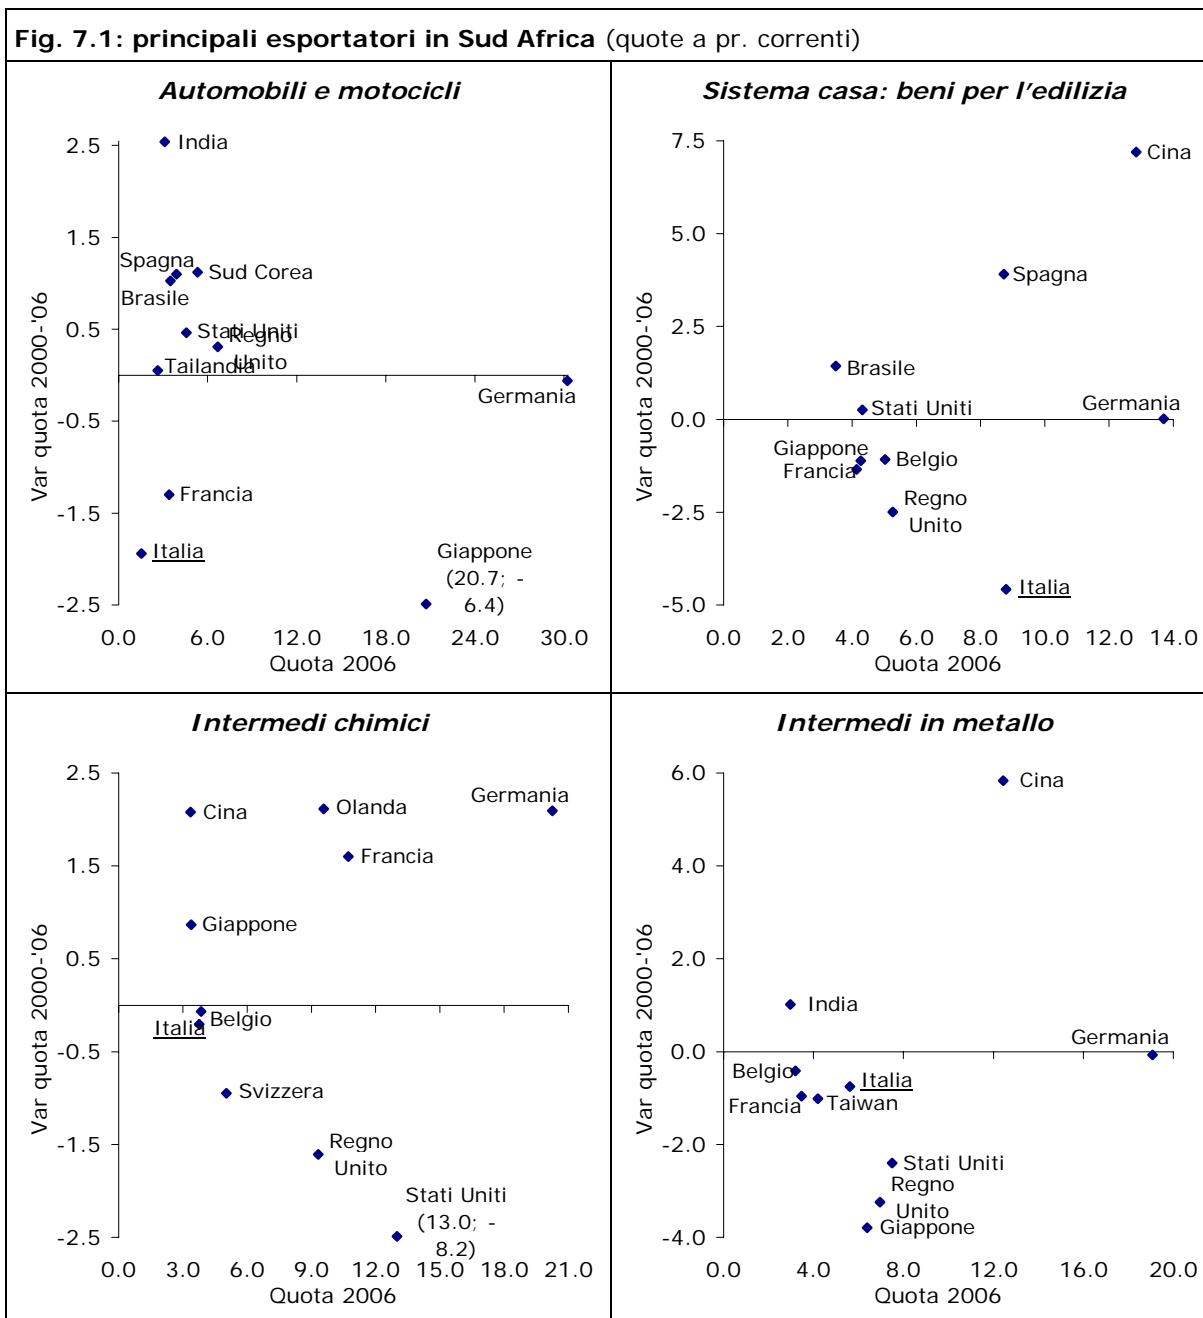 Fig. 7.1: principali esportatori in Sud Africa (quote a pr. correnti)
Automobili e motocicli
Var quota 2000-'06
2.5
1.5
0.5
-0.5
-1.5
-2.5
India
Spagna
Sud Corea
Brasile
Stati Uniti
Regno
Unito
Tailandia
Germania
Francia
Italia
Giappone
(20.7; -
6.4)
0.0 6.0 12.0 18.0 24.0 30.0
Quota 2006
Sistema casa: beni per l'edilizia
Var quota 2000-'06
7.5
5.0
2.5
0.0
-2.5
-5.0
Cina
Spagna
Brasile
Stati Uniti
Germania
Giappone
Belgio
Francia
Regno
Unito
Italia
0.0 2.0 4.0 6.0 8.0 10.0 12.0 14.0
Quota 2006
Intermedi chimici
Var quota 2000-'06
2.5
1.5
0.5
-0.5
-1.5
-2.5
Germania
Cina
Olanda
Francia
Giappone
Belgio
Italia
Svizzera
Regno
Unito
Stati Uniti
(13.0; -
8.2)
0.0 3.0 6.0 9.0 12.0 15.0 18.0 21.0
Quota 2006
Intermedi in metallo
Var quota 2000-'06
6.0
4.0
2.0
0.0
-2.0
-4.0
Cina
India
Germania
Belgio
Italia
Francia
Taiwan
Stati Uniti
Regno
Unito
Giappone
0.0 4.0 8.0 12.0 16.0 20.0
Quota 2006